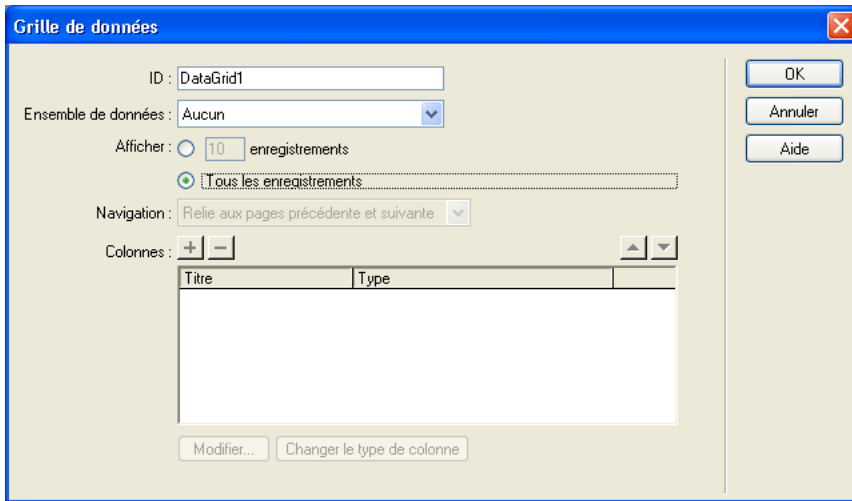 Grille de données
ID : DataGrid1
OK
Ensemble de données : Aucun
Annuler
Afficher : 10 enregistrements
Aide
Tous les enregistrements
Navigation : Relie aux pages précédente et suivante
Colonnes :
Titre Type
Modifier... Changer le type de colonne